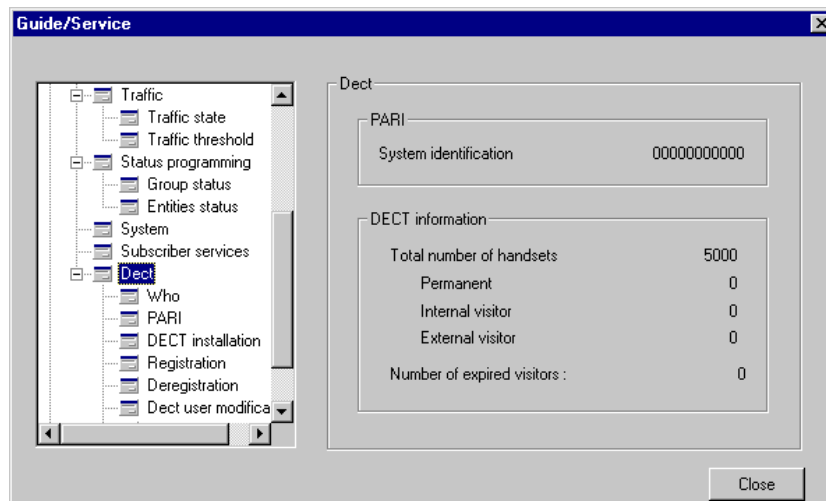 Guide/Service
Traffic
Traffic state
Traffic threshold
Status programming
Group status
Entities status
System
Subscriber services
Dect
Who
PARI
DECT installation
Registration
Deregistration
Dect user modifica
Dect
PARI
System identification 00000000000
DECT information
Total number of handsets 5000
Permanent 0
Internal visitor 0
External visitor 0
Number of expired visitors : 0
Close